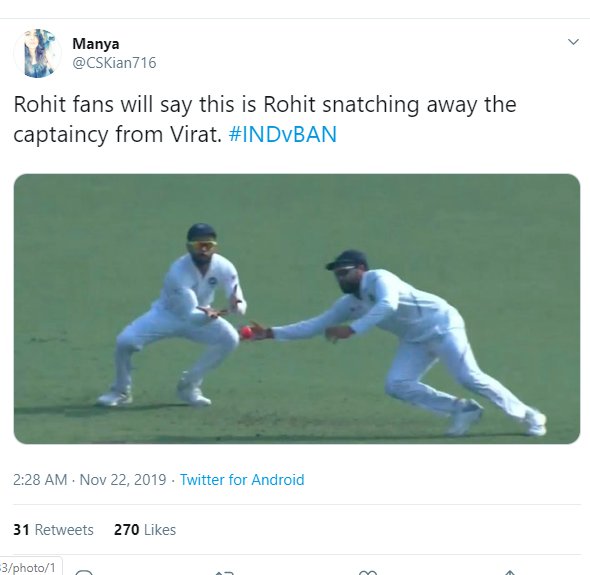 Manya
@CSKian716
Rohit fans will say this is Rohit snatching away the
captaincy from Virat. #INDvBAN
2:28 AM · Nov 22, 2019 · Twitter for Android
31 Retweets 270 Likes
3/photo/1